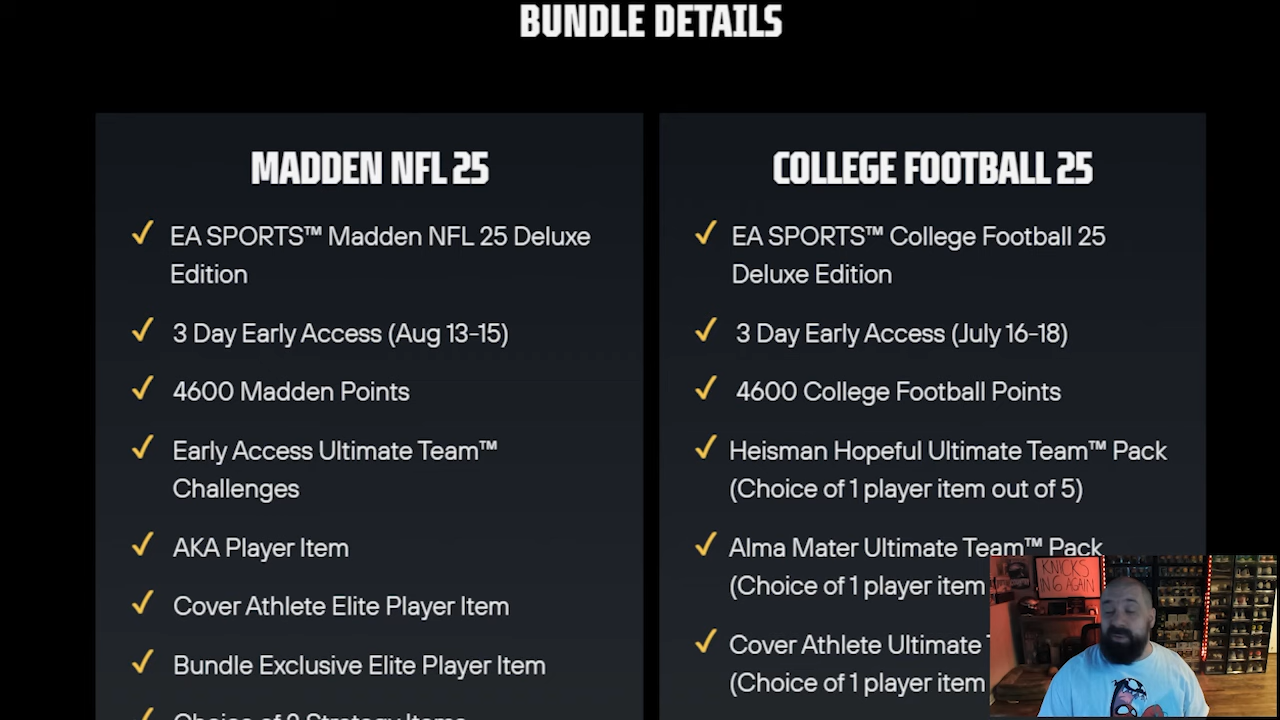 BUNDLE DETAILS
MADDEN NFL 25
✓ EA SPORTS™ Madden NFL 25 Deluxe
Edition
✓ 3 Day Early Access (Aug 13-15)
✓ 4600 Madden Points
✓ Early Access Ultimate Team™
Challenges
✓ AKA Player Item
✓ Cover Athlete Elite Player Item
✓ Bundle Exclusive Elite Player Item
Choice of 2 Strategy Items
COLLEGE FOOTBALL 25
✓ EA SPORTS™ College Football 25
Deluxe Edition
✓ 3 Day Early Access (July 16-18)
✓ 4600 College Football Points
✓ Heisman Hopeful Ultimate Team™ Pack
(Choice of 1 player item out of 5)
✓ Alma Mater Ultimate Team™ Pack
(Choice of 1 player item
✓ Cover Athlete Ultimate
(Choice of 1 player item
KNICKS
IN 6 AGAIN